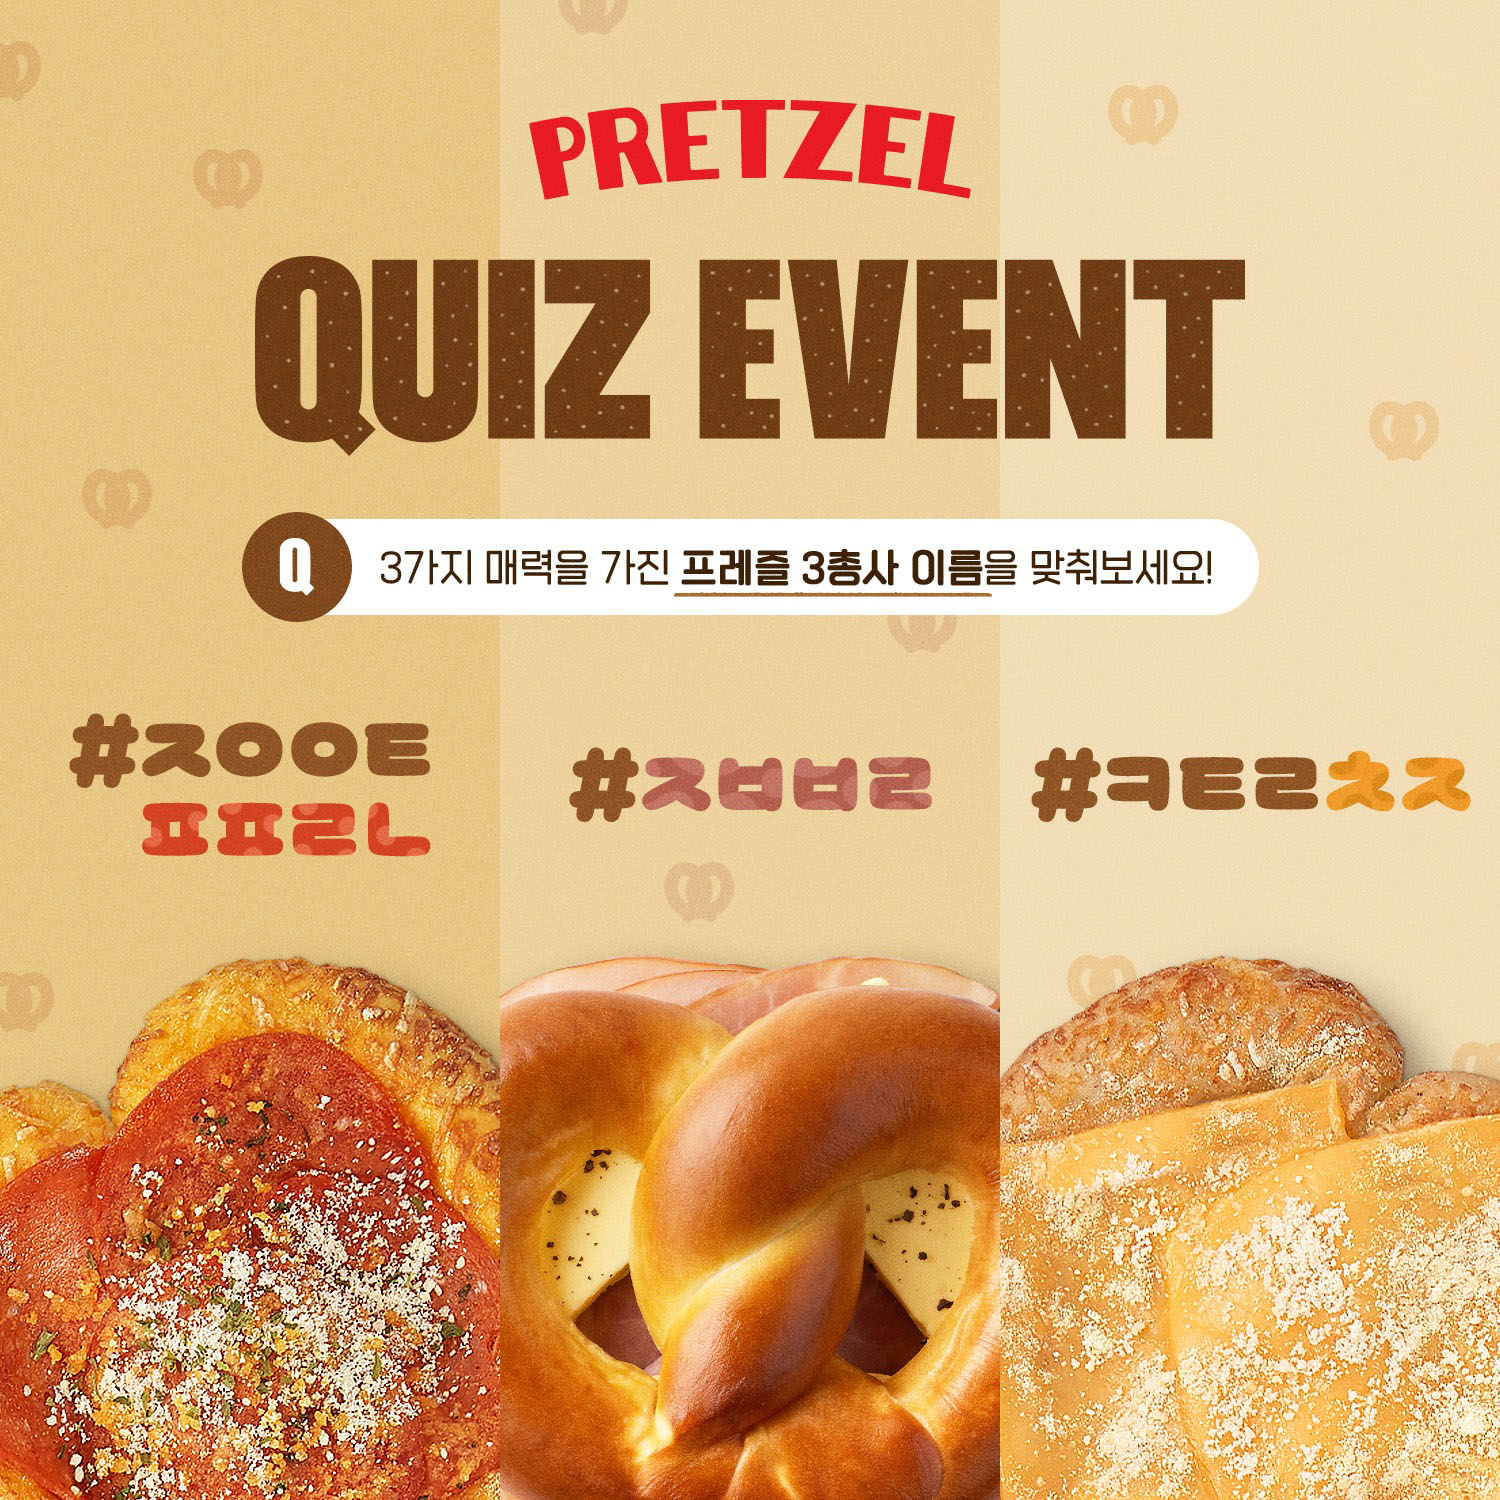 PRETZEL
QUIZ EVENT
Q 3가지 매력을 가진 프레즐 3총사 이름을 맞춰보세요!
#ㅈㅇㅇㅌ
ㅍㅍㄹㄴ
#ㅈㅂㅂㄹ
#ㅋㅌㄹㅊㅈ